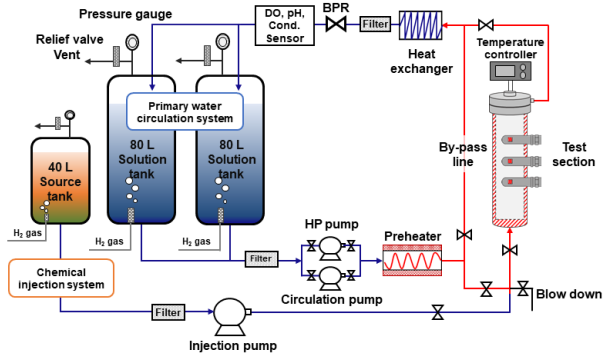 Pressure gauge
Relief valve
Vent
DO, pH,
Cond.
Sensor
BPR
Filter
Heat
exchanger
Temperature
controller
Primary water
circulation system
40 L
Source
tank
80 L
Solution
tank
80 L
Solution
tank
By-pass
line
Test
section
H₂ gas
H₂ gas
H₂ gas
HP pump
Preheater
Filter
Chemical
injection system
Circulation pump
Blow down
Filter
Injection pump